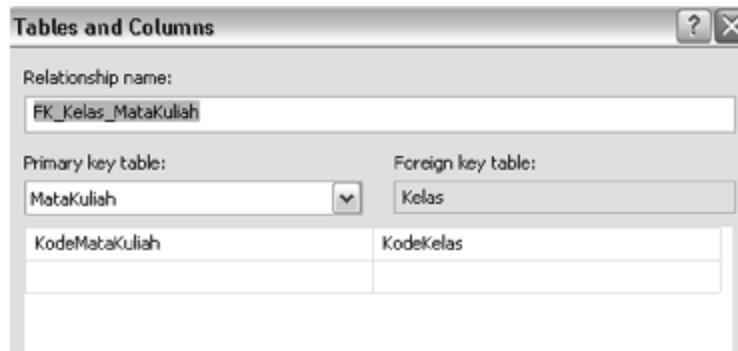 Tables and Columns
?
Relationship name:
FK_Kelas_MataKuliah
Primary key table: Foreign key table:
MataKuliah Kelas
KodeMataKuliah KodeKelas